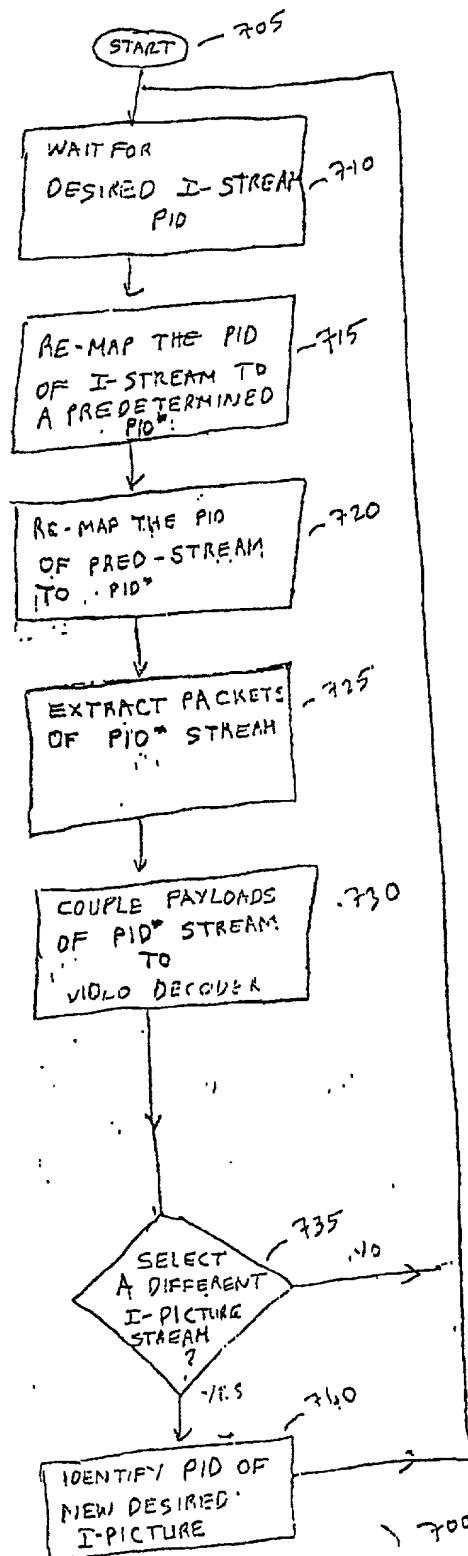 START
705
WAIT FOR
DESIRED I-STREAM
PID
710
RE-MAP THE PID
OF I-STREAM TO
A PREDETERMINED
PID*
715
RE-MAP THE PID
OF PRED-STREAM
TO PID*
720
EXTRACT PACKETS
OF PID* STREAM
725
COUPLE PAYLOADS
OF PID* STREAM
TO
VIDEO DECODER
730
SELECT
A DIFFERENT
I-PICTURE
STREAM
?
735
NO
YES
740
IDENTIFY PID OF
NEW DESIRED
I-PICTURE
700